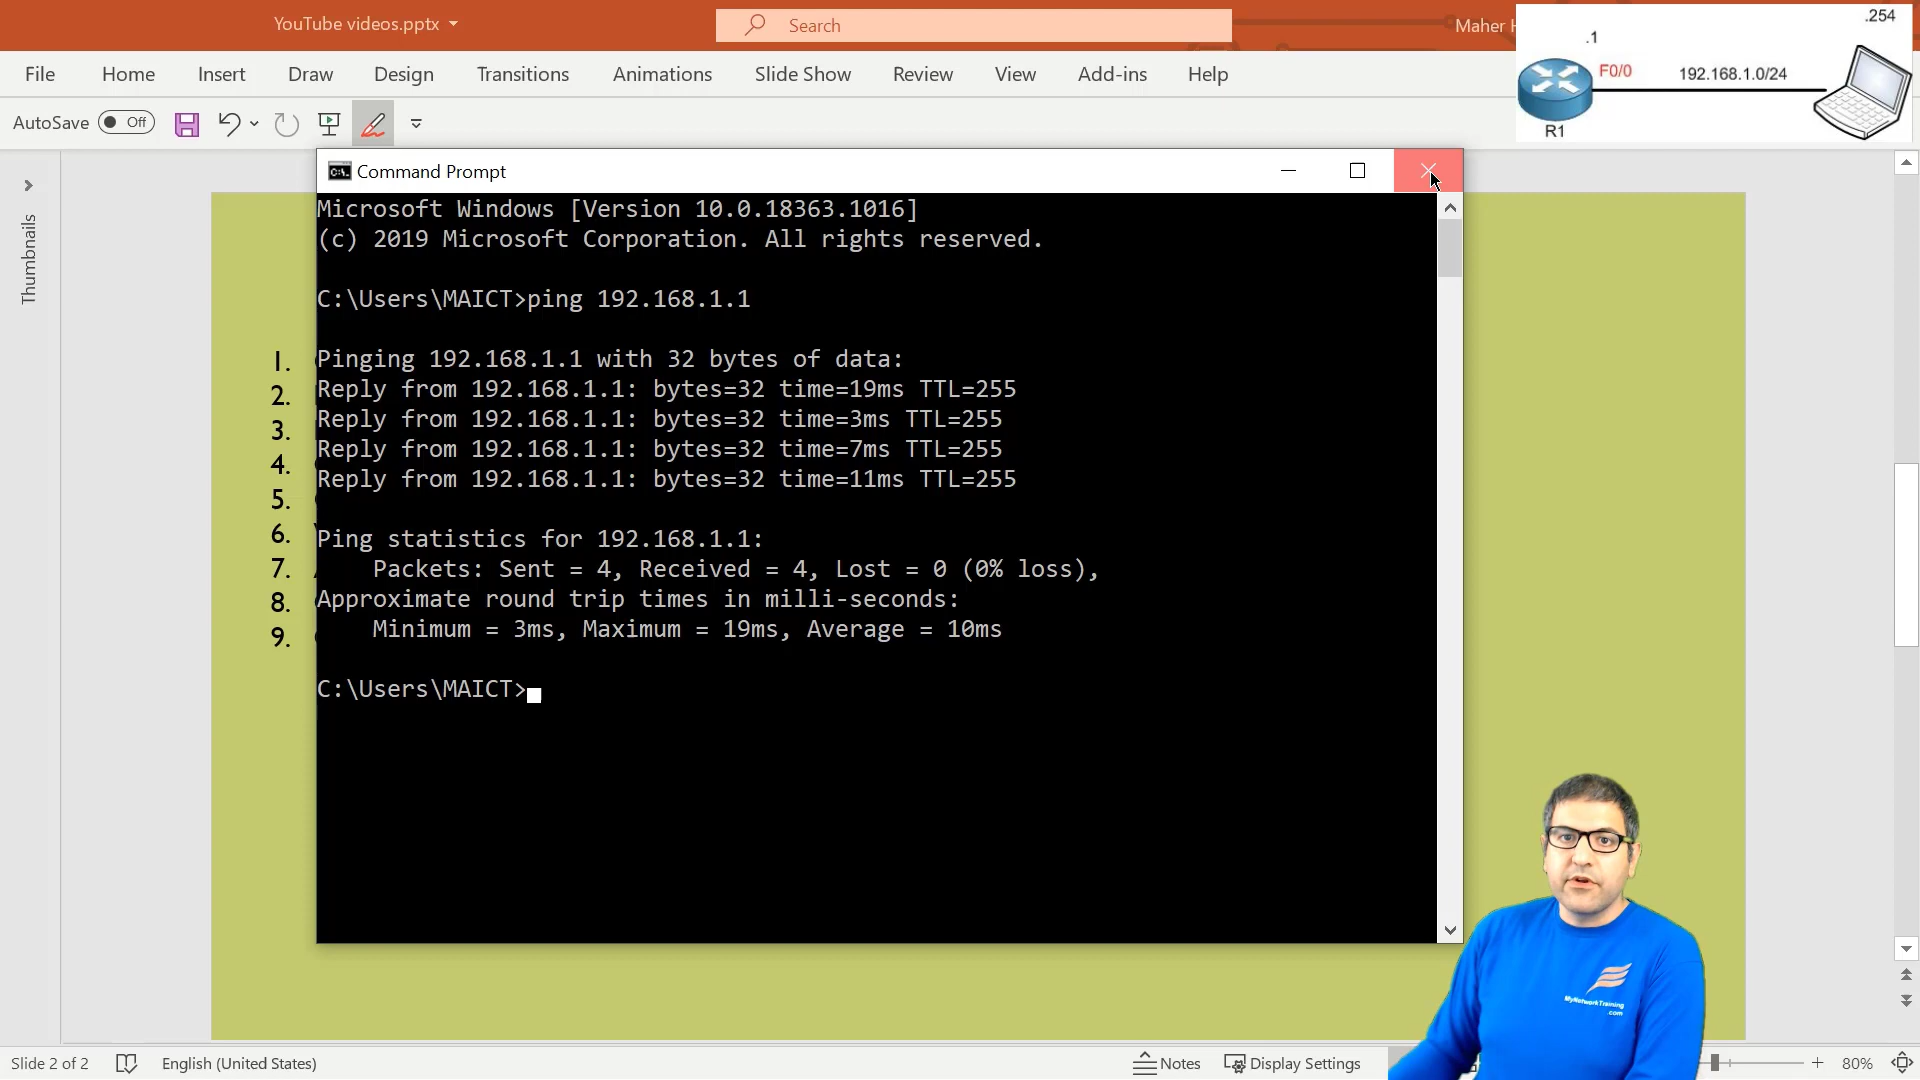 YouTube videos.pptx
Search
Maher H
File Home Insert Draw Design Transitions Animations Slide Show Review View Add-ins Help
AutoSave Off
.254
.1
F0/0
192.168.1.0/24
R1
Thumbnails
Command Prompt
Microsoft Windows [Version 10.0.18363.1016]
(c) 2019 Microsoft Corporation. All rights reserved.
C:\Users\MAICT>ping 192.168.1.1
Pinging 192.168.1.1 with 32 bytes of data:
Reply from 192.168.1.1: bytes=32 time=19ms TTL=255
Reply from 192.168.1.1: bytes=32 time=3ms TTL=255
Reply from 192.168.1.1: bytes=32 time=7ms TTL=255
Reply from 192.168.1.1: bytes=32 time=11ms TTL=255
Ping statistics for 192.168.1.1:
Packets: Sent = 4, Received = 4, Lost = 0 (0% loss),
Approximate round trip times in milli-seconds:
Minimum = 3ms, Maximum = 19ms, Average = 10ms
C:\Users\MAICT>
1.
2.
3.
4.
5.
6.
7.
8.
9.
MyNetworkTraining
.com
Slide 2 of 2
English (United States)
Notes
Display Settings
80%